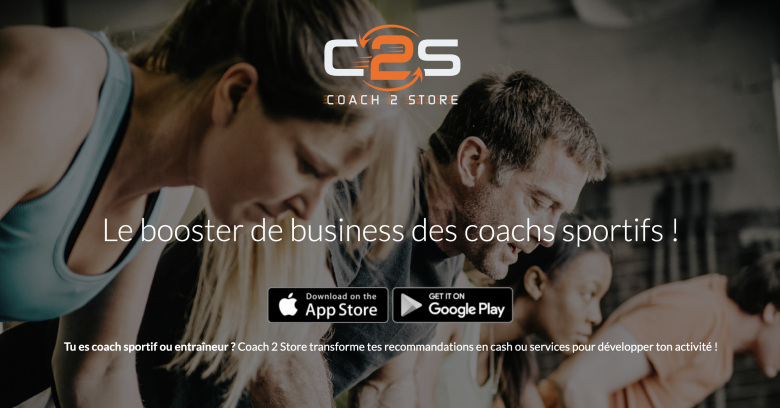 C2S
COACH 2 STORE
Le booster de business des coachs sportifs !
Download on the
App Store
GET IT ON
Google Play
Tu es coach sportif ou entraîneur ? Coach 2 Store transforme tes recommandations en cash ou services pour développer ton activité !